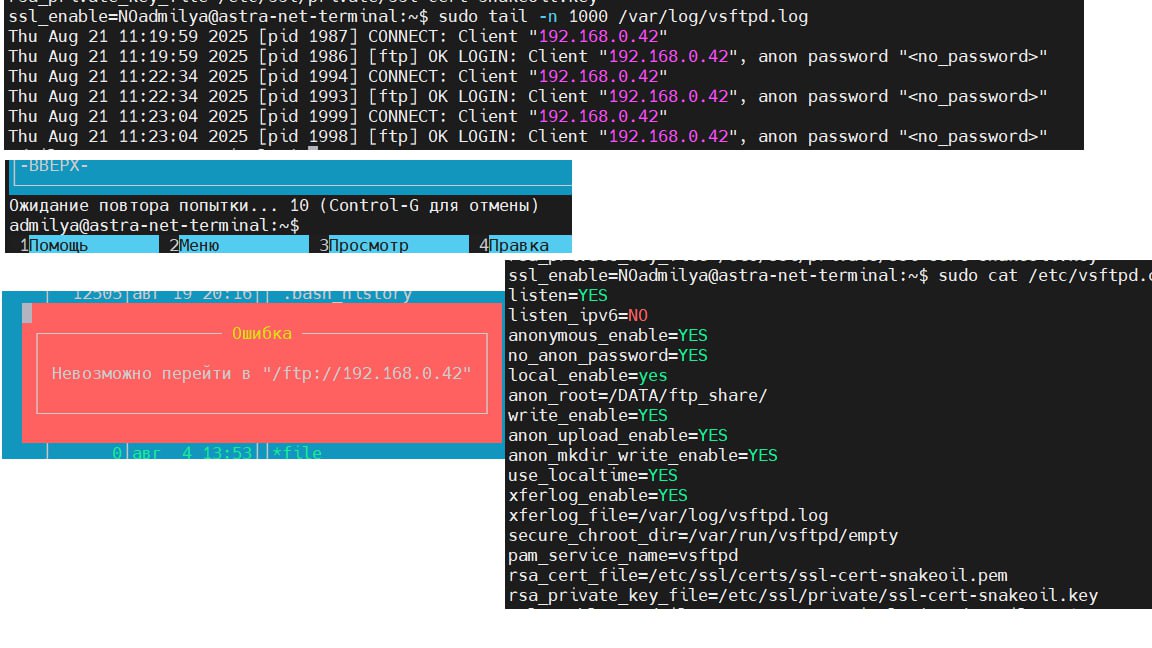 ssl_enable=NOadmilya@astra-net-terminal:~$ sudo tail -n 1000 /var/log/vsftpd.log
Thu Aug 21 11:19:59 2025 [pid 1987] CONNECT: Client "192.168.0.42"
Thu Aug 21 11:19:59 2025 [pid 1986] [ftp] OK LOGIN: Client "192.168.0.42", anon password "<no_password>"
Thu Aug 21 11:22:34 2025 [pid 1994] CONNECT: Client "192.168.0.42"
Thu Aug 21 11:22:34 2025 [pid 1993] [ftp] OK LOGIN: Client "192.168.0.42", anon password "<no_password>"
Thu Aug 21 11:23:04 2025 [pid 1999] CONNECT: Client "192.168.0.42"
Thu Aug 21 11:23:04 2025 [pid 1998] [ftp] OK LOGIN: Client "192.168.0.42", anon password "<no_password>"
-ВВЕРХ-
Ожидание повтора попытки... 10 (Control-G для отмены)
admilya@astra-net-terminal:~$
1Помощь 2Меню 3Просмотр 4Правка
12505|авг 19 20:16|| .bash_history
Ошибка
Невозможно перейти в "/ftp://192.168.0.42"
0|авг 4 13:53||*file
ssl_enable=NOadmilya@astra-net-terminal:~$ sudo cat /etc/vsftpd.c
listen=YES
listen_ipv6=NO
anonymous_enable=YES
no_anon_password=YES
local_enable=yes
anon_root=/DATA/ftp_share/
write_enable=YES
anon_upload_enable=YES
anon_mkdir_write_enable=YES
use_localtime=YES
xferlog_enable=YES
xferlog_file=/var/log/vsftpd.log
secure_chroot_dir=/var/run/vsftpd/empty
pam_service_name=vsftpd
rsa_cert_file=/etc/ssl/certs/ssl-cert-snakeoil.pem
rsa_private_key_file=/etc/ssl/private/ssl-cert-snakeoil.key